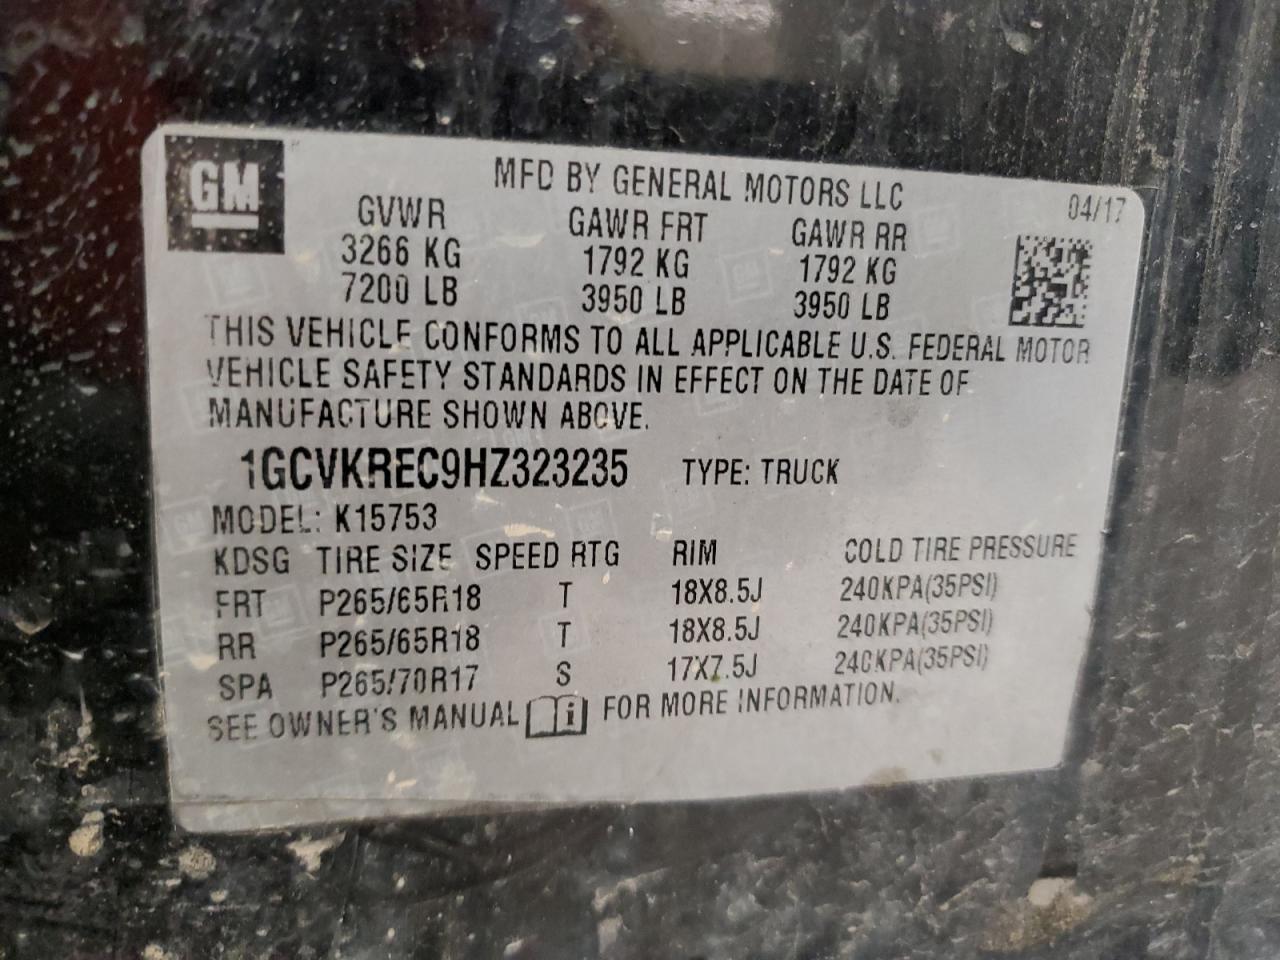 GM
MFD BY GENERAL MOTORS LLC
04/17
GVWR GAWR FRT GAWR RR
3266 KG 1792 KG 1792 KG
7200 LB 3950 LB 3950 LB
THIS VEHICLE CONFORMS TO ALL APPLICABLE U.S. FEDERAL MOTOR
VEHICLE SAFETY STANDARDS IN EFFECT ON THE DATE OF
MANUFACTURE SHOWN ABOVE.
1GCVKREC9HZ323235 TYPE: TRUCK
MODEL: K15753
KDSG TIRE SIZE SPEED RTG RIM COLD TIRE PRESSURE
FRT P265/65R18 T 18X8.5J 240KPA(35PSI)
RR P265/65R18 T 18X8.5J 240KPA(35PSI)
SPA P265/70R17 S 17X7.5J 240KPA(35PSI)
SEE OWNER'S MANUAL i FOR MORE INFORMATION.